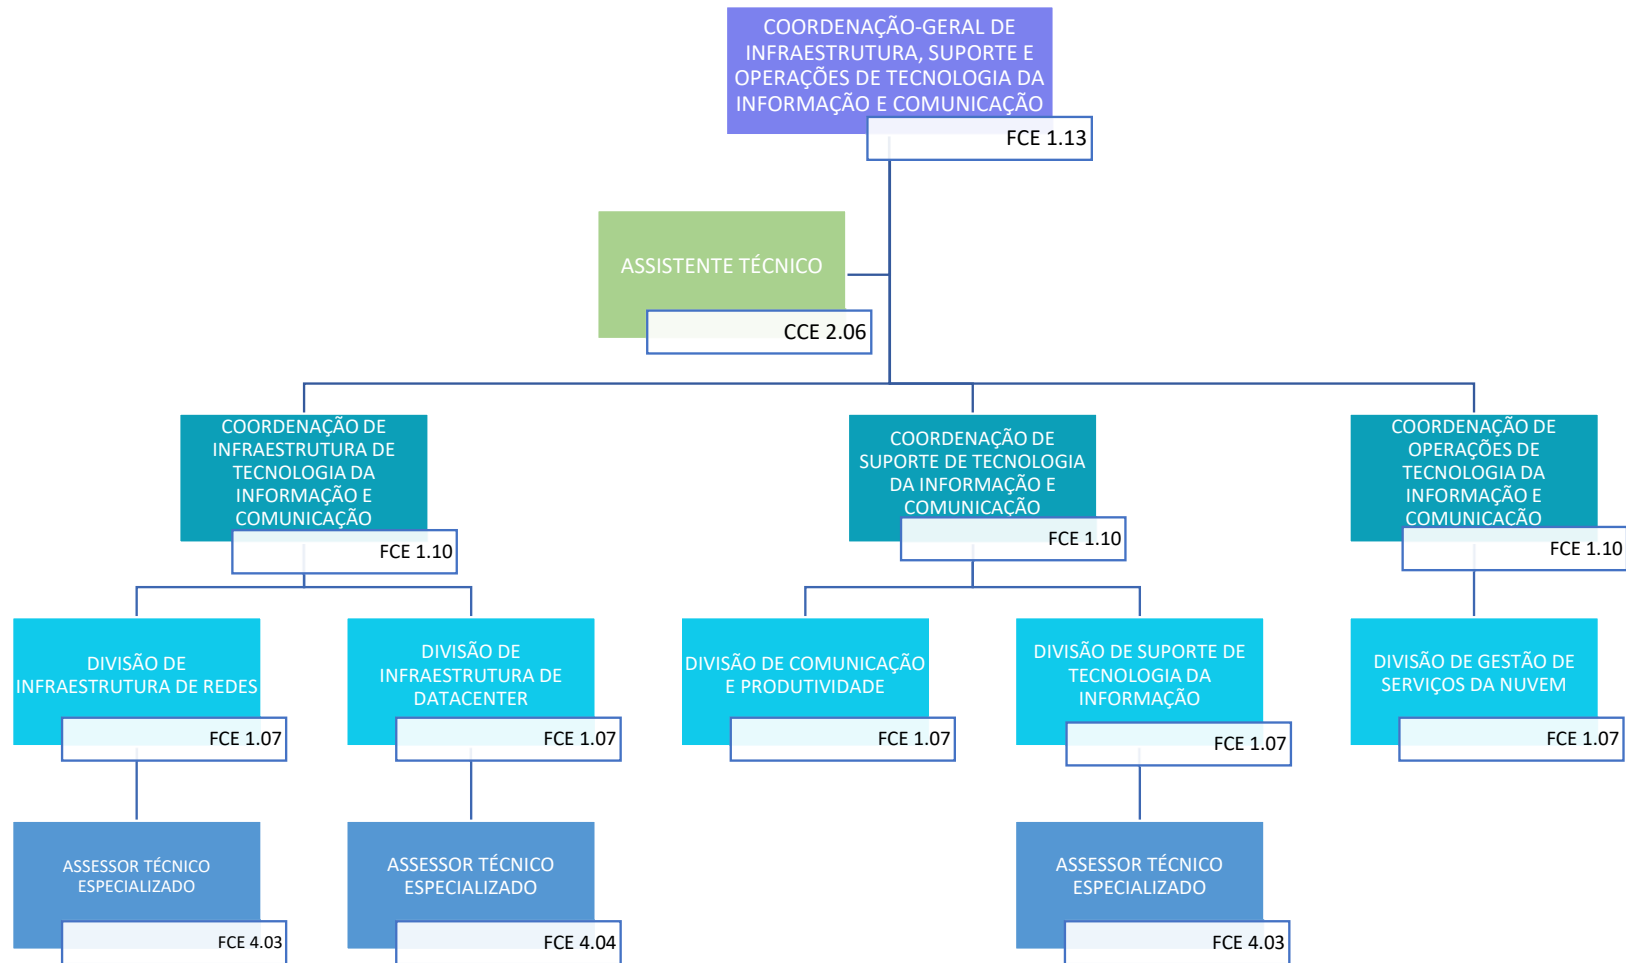 COORDENAÇÃO-GERAL DE
INFRAESTRUTURA, SUPORTE E
OPERAÇÕES DE TECNOLOGIA DA
INFORMAÇÃO E COMUNICAÇÃO
FCE 1.13
ASSISTENTE TÉCNICO
CCE 2.06
COORDENAÇÃO DE
INFRAESTRUTURA DE
TECNOLOGIA DA
INFORMAÇÃO E
COMUNICAÇÃO
FCE 1.10
COORDENAÇÃO DE
SUPORTE DE TECNOLOGIA
DA INFORMAÇÃO E
COMUNICAÇÃO
FCE 1.10
COORDENAÇÃO DE
OPERAÇÕES DE
TECNOLOGIA DA
INFORMAÇÃO E
COMUNICAÇÃO
FCE 1.10
DIVISÃO DE
INFRAESTRUTURA DE REDES
FCE 1.07
DIVISÃO DE
INFRAESTRUTURA DE
DATACENTER
FCE 1.07
DIVISÃO DE COMUNICAÇÃO
E PRODUTIVIDADE
FCE 1.07
DIVISÃO DE SUPORTE DE
TECNOLOGIA DA
INFORMAÇÃO
FCE 1.07
DIVISÃO DE GESTÃO DE
SERVIÇOS DA NUVEM
FCE 1.07
ASSESSOR TÉCNICO
ESPECIALIZADO
FCE 4.03
ASSESSOR TÉCNICO
ESPECIALIZADO
FCE 4.04
ASSESSOR TÉCNICO
ESPECIALIZADO
FCE 4.03